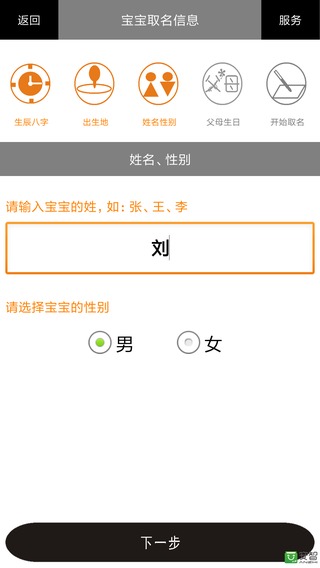 返回 宝宝取名信息 服务
生辰八字 出生地 姓名性别 父母生日 开始取名
姓名、性别
请输入宝宝的姓，如：张、王、李
刘
请选择宝宝的性别
男 女
下一步
安智